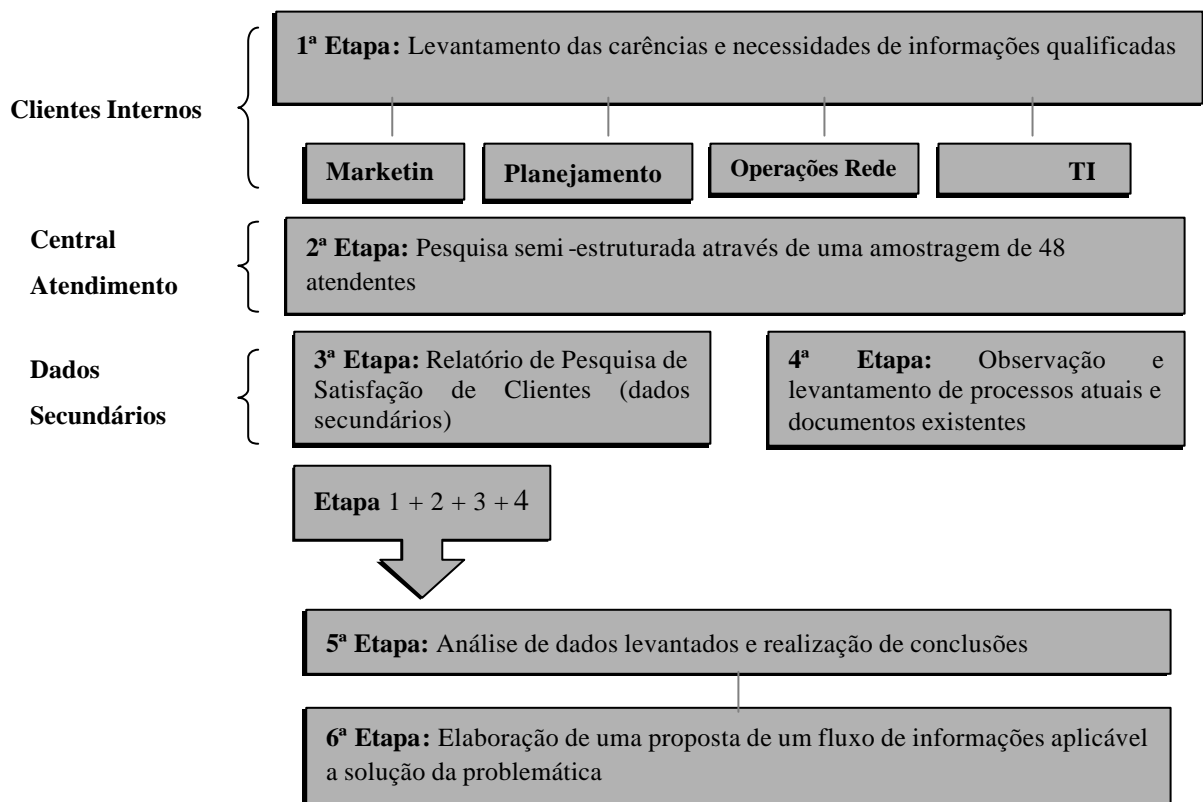 1ª Etapa: Levantamento das carências e necessidades de informações qualificadas
Clientes Internos
Marketin
Planejamento
Operações Rede
TI
Central
Atendimento
2ª Etapa: Pesquisa semi-estruturada através de uma amostragem de 48
atendentes
Dados
Secundários
3ª Etapa: Relatório de Pesquisa de
Satisfação de Clientes (dados
secundários)
4ª Etapa: Observação e
levantamento de processos atuais e
documentos existentes
Etapa 1 + 2 + 3 + 4
5ª Etapa: Análise de dados levantados e realização de conclusões
6ª Etapa: Elaboração de uma proposta de um fluxo de informações aplicável
a solução da problemática